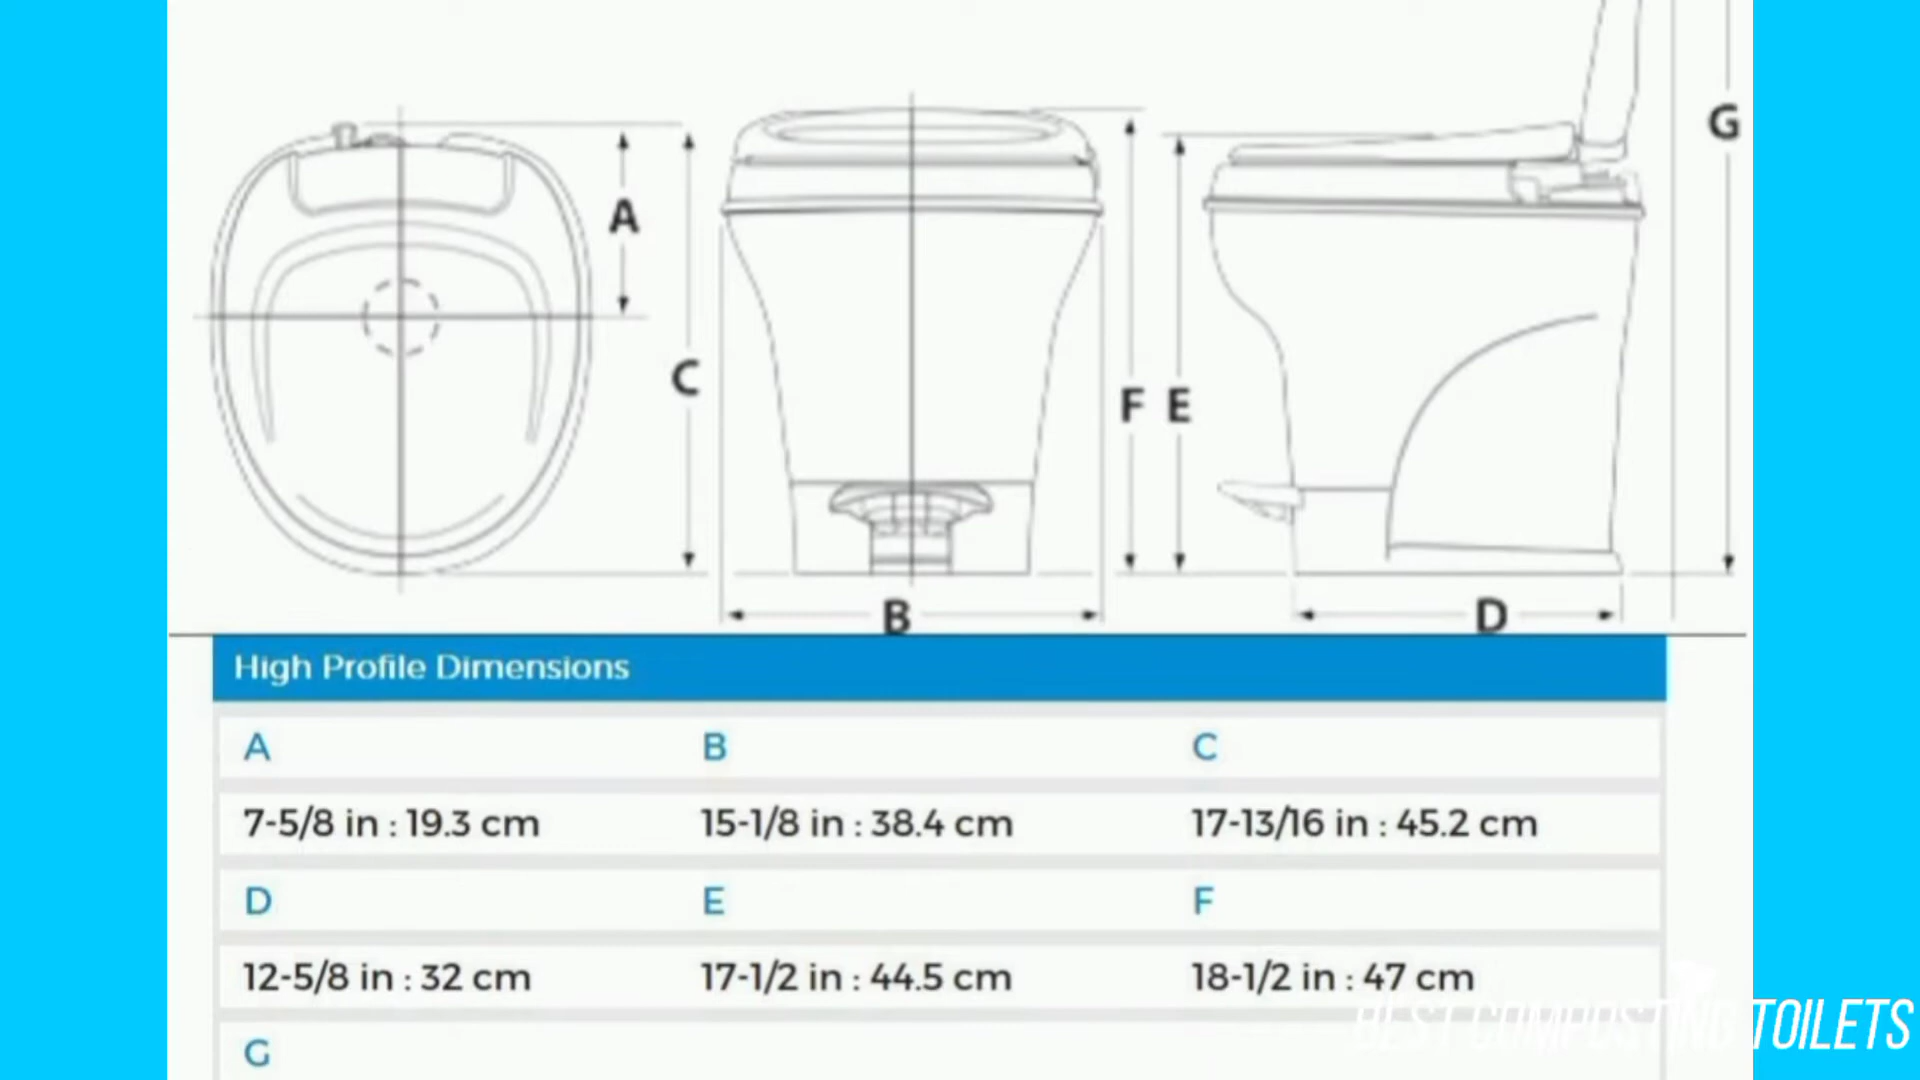 G
A
C
F E
B
D
High Profile Dimensions
A B C
7-5/8 in : 19.3 cm 15-1/8 in : 38.4 cm 17-13/16 in : 45.2 cm
D E F
12-5/8 in : 32 cm 17-1/2 in : 44.5 cm 18-1/2 in : 47 cm
G
BEST COMPOSTING TOILETS